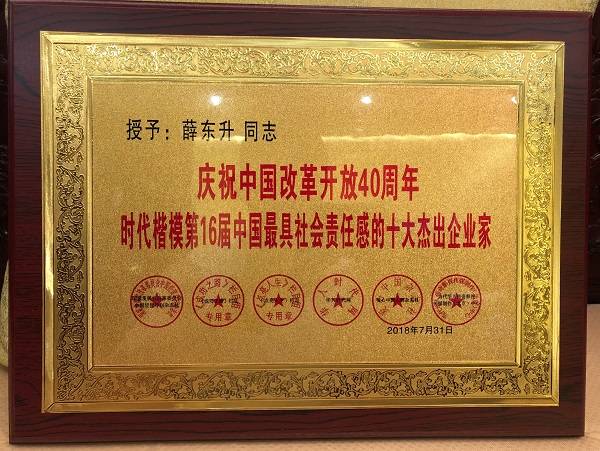 授予：薛东升 同志
庆祝中国改革开放40周年
时代楷模第16届中国最具社会责任感的十大杰出企业家
专用章
专用章
2018年7月31日